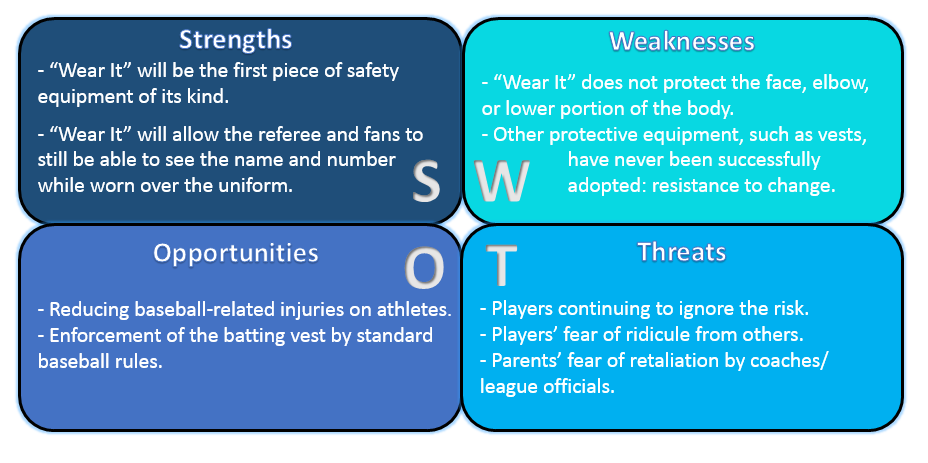 Strengths
- “Wear It” will be the first piece of safety
equipment of its kind.
- “Wear It” will allow the referee and fans to
still be able to see the name and number
while worn over the uniform.
S
Weaknesses
- “Wear It” does not protect the face, elbow,
or lower portion of the body.
- Other protective equipment, such as vests,
have never been successfully
adopted: resistance to change.
W
Opportunities
O
- Reducing baseball-related injuries on athletes.
- Enforcement of the batting vest by standard
baseball rules.
T
Threats
- Players continuing to ignore the risk.
- Players’ fear of ridicule from others.
- Parents’ fear of retaliation by coaches/
league officials.